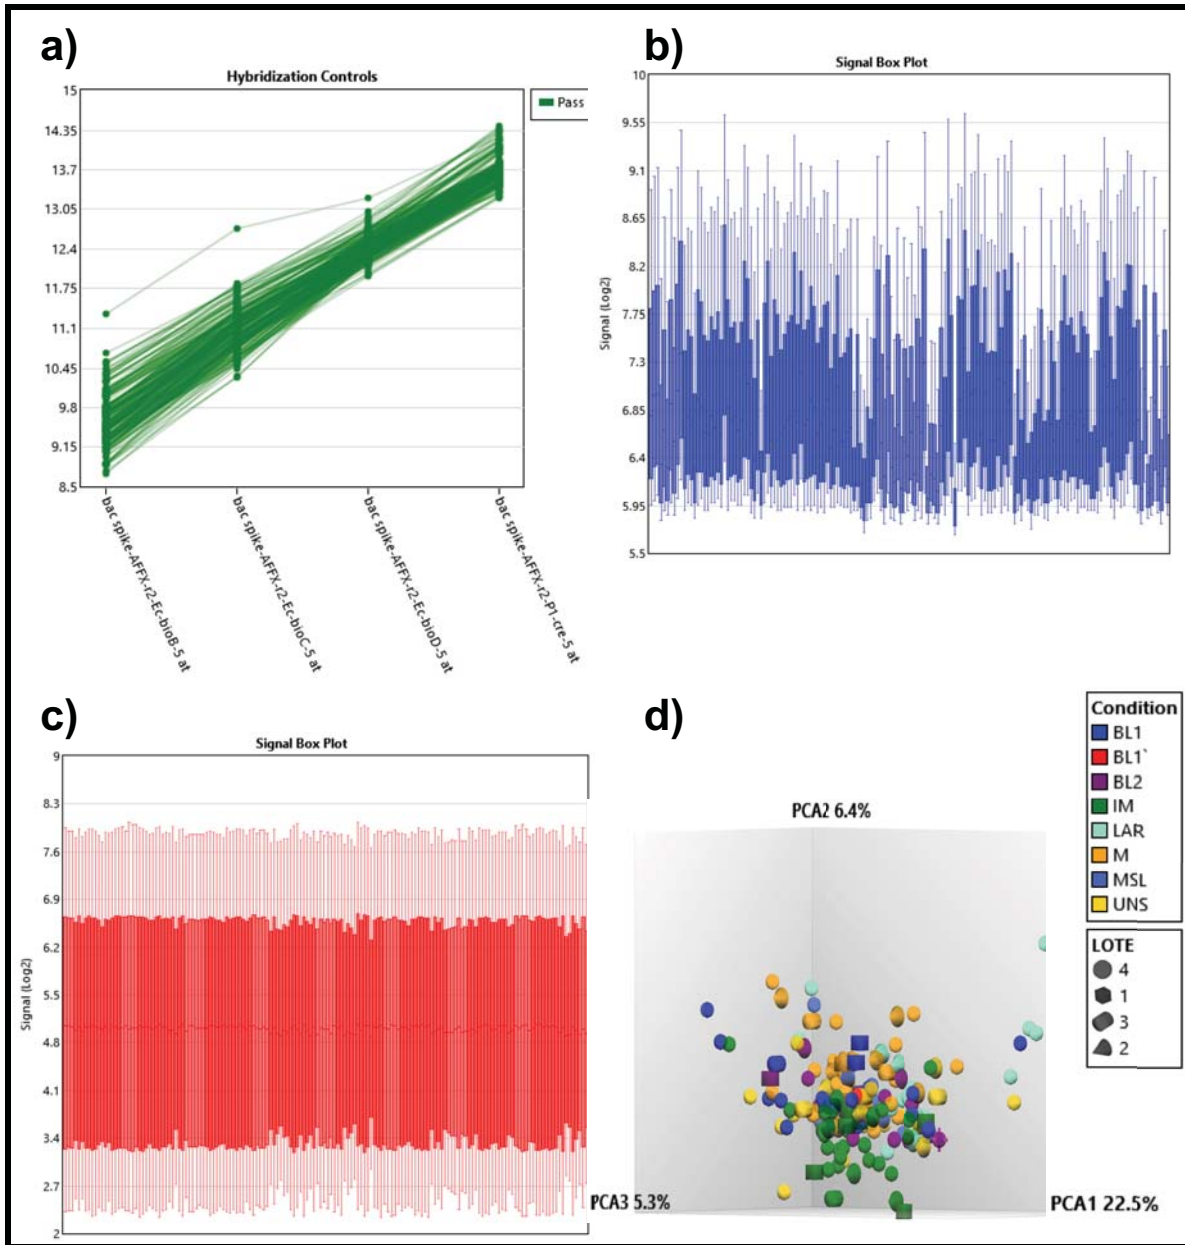 a)
Hybridization Controls
15
14.35
13.7
13.05
12.4
11.75
11.1
10.45
9.8
9.15
8.5
Pass
bac spike-AFFX-r2-Ec-bioB-5 at
bac spike-AFFX-r2-Ec-bioC-5 at
bac spike-AFFX-r2-Ec-bioD-5 at
bac spike-AFFX-r2-P1-cre-5 at
b)
Signal Box Plot
Signal (Log2)
10
9.55
9.1
8.65
8.2
7.75
7.3
6.85
6.4
5.95
5.5
c)
Signal Box Plot
Signal (Log2)
9
8.3
7.6
6.9
6.2
5.5
4.8
4.1
3.4
2.7
2
d)
PCA2 6.4%
PCA3 5.3%
PCA1 22.5%
Condition
BL1
BL1`
BL2
IM
LAR
M
MSL
UNS
LOTE
4
1
3
2